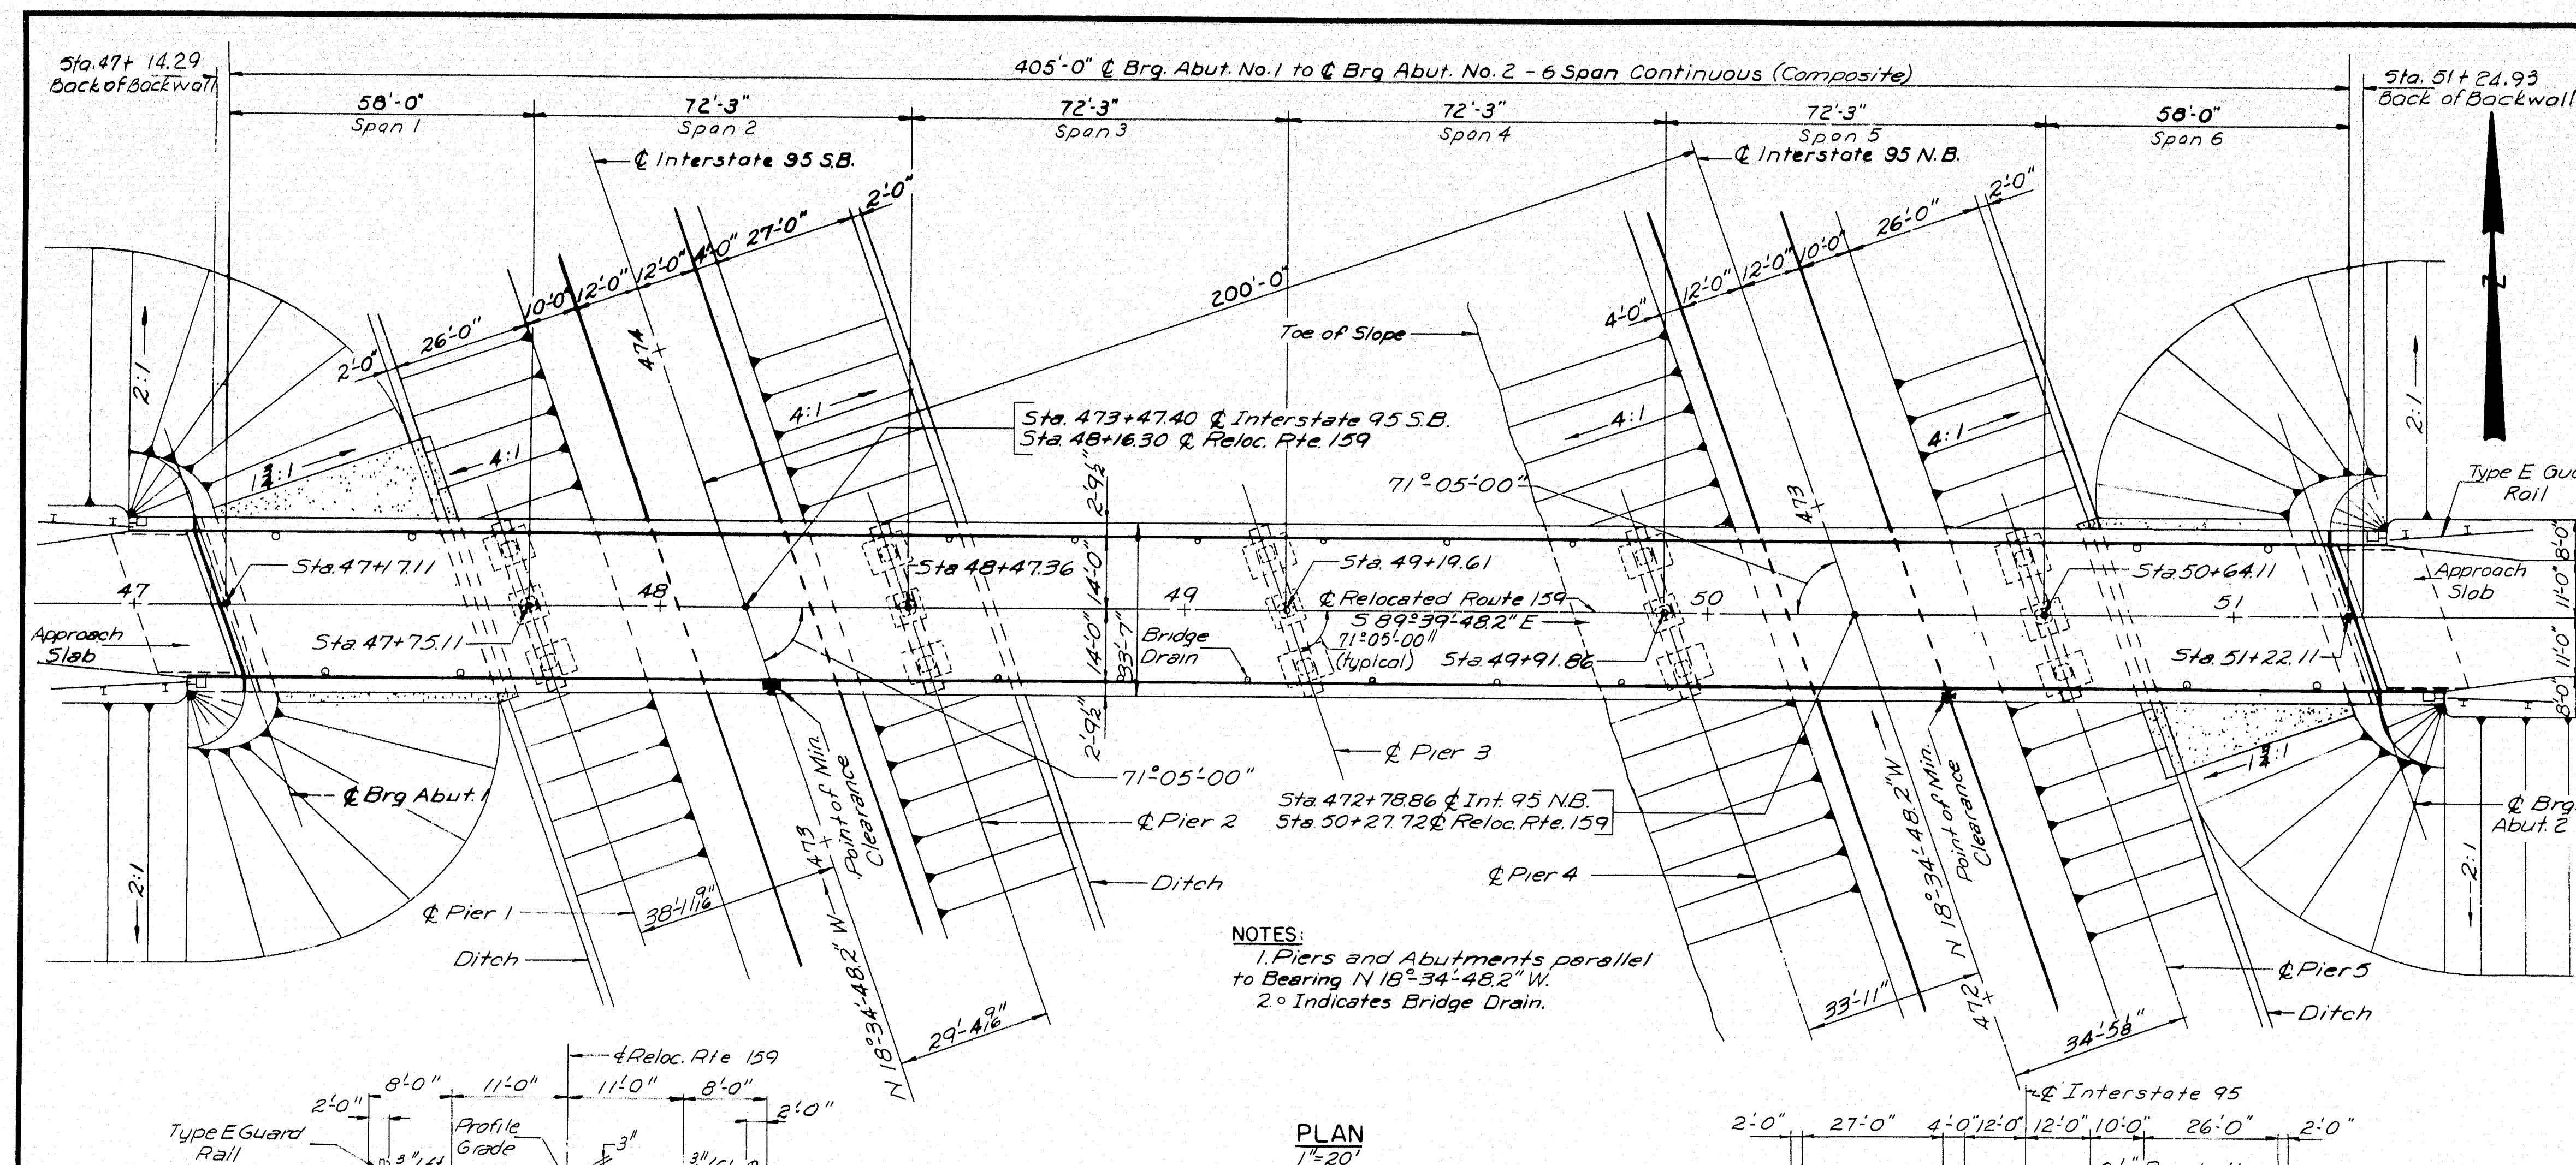 Sta. 47+ 14.29
Back of Backwall
405'-0" ℄ Brg. Abut. No. 1 to ℄ Brg Abut. No. 2 - 6 Span Continuous (Composite)
Sta. 51+24.93
Back of Backwall
58'-0"
Span 1
72'-3"
Span 2
72'-3"
Span 3
72'-3"
Span 4
72'-3"
Span 5
58'-0"
Span 6
℄ Interstate 95 S.B.
℄ Interstate 95 N.B.
2'-0"
26'-0"
10'-0"
12'-0"
12'-0"
4'-0"
27'-0"
2'-0"
200'-0"
4'-0"
12'-0"
12'-0"
10'-0"
26'-0"
2'-0"
N
2:1
474
Toe of Slope
4:1
4:1
4:1
4:1
2:1
1¾:1
Sta. 473+47.40 ℄ Interstate 95 S.B.
Sta. 48+16.30 ℄ Reloc. Rte. 159
2'-9½"
71°-05'-00"
473
Type E Gua
Rail
47
Sta. 47+17.11
48
Sta 48+47.36
14'-0"
49
Sta. 49+19.61
℄ Relocated Route 159
S 89°-39'-48.2" E
50
Sta. 50+64.11
51
Approach
Slab
8'-0"
11'-0"
11'-0"
8'-0"
Approach
Slab
Sta. 47+75.11
14'-0"
33'-7"
Bridge
Drain
71°05'-00"
(typical)
Sta. 49+91.86
Sta. 51+22.11
2'-9½"
℄ Brg Abut. 1
Point of Min.
Clearance
71°-05'-00"
℄ Pier 3
℄ Pier 2
Sta. 472+78.86 ℄ Int. 95 N.B.
Sta. 50+27.72 ℄ Reloc. Rte. 159
Point of Min.
Clearance
1¾:1
℄ Brg.
Abut. 2
2:1
473
2:1
℄ Pier 1
38'-11 9/16"
Ditch
Ditch
℄ Pier 4
N 18°-34'-48.2" W
N 18°-34'-48.2" W
29'-4 9/16"
NOTES:
1. Piers and Abutments parallel
to Bearing N 18°-34'-48.2" W.
2. ∘ Indicates Bridge Drain.
33'-11"
472
34'-5⅛"
℄ Pier 5
Ditch
℄ Reloc. Rte 159
8'-0"
11'-0"
11'-0"
8'-0"
2'-0"
2'-0"
Type E Guard
Rail
Profile
Grade
3"
PLAN
1"=20'
℄ Interstate 95
2'-0"
27'-0"
4'-0"
12'-0"
12'-0"
10'-0"
26'-0"
2'-0"